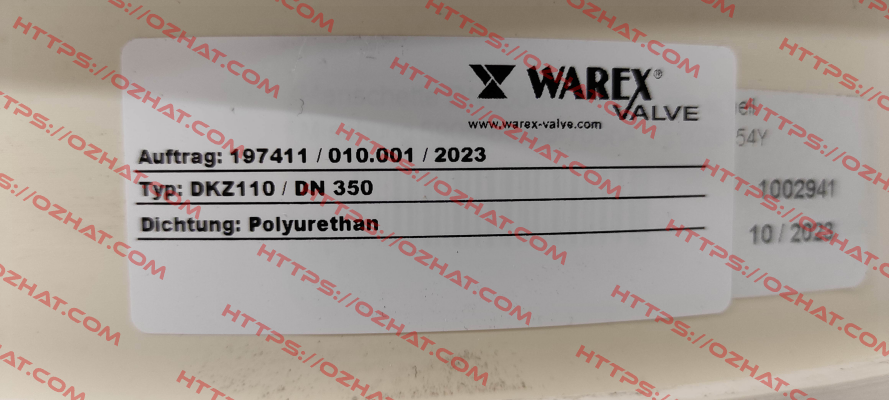 WAREX®
VALVE
www.warex-valve.com
Auftrag: 197411 / 010.001 / 2023
Typ: DKZ110 / DN 350
Dichtung: Polyurethan
54Y
1002941
10 / 2023
HTTPS://OZHAT.COM